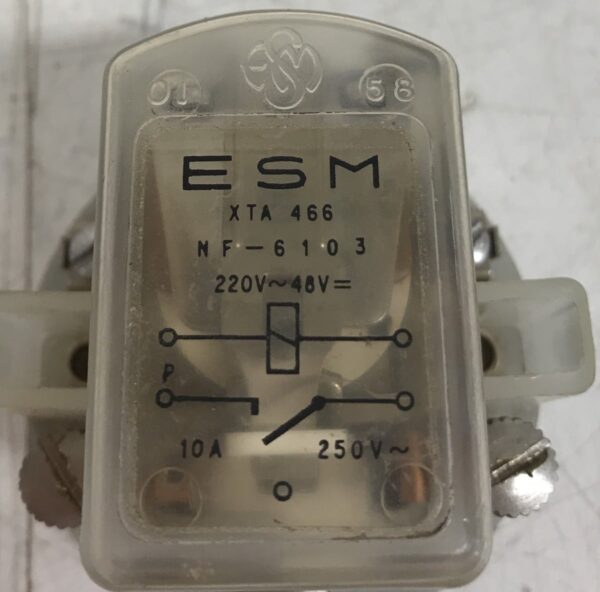 01 58
ESM
XTA 466
NF-6103
220V~48V=
P
10A 250V~